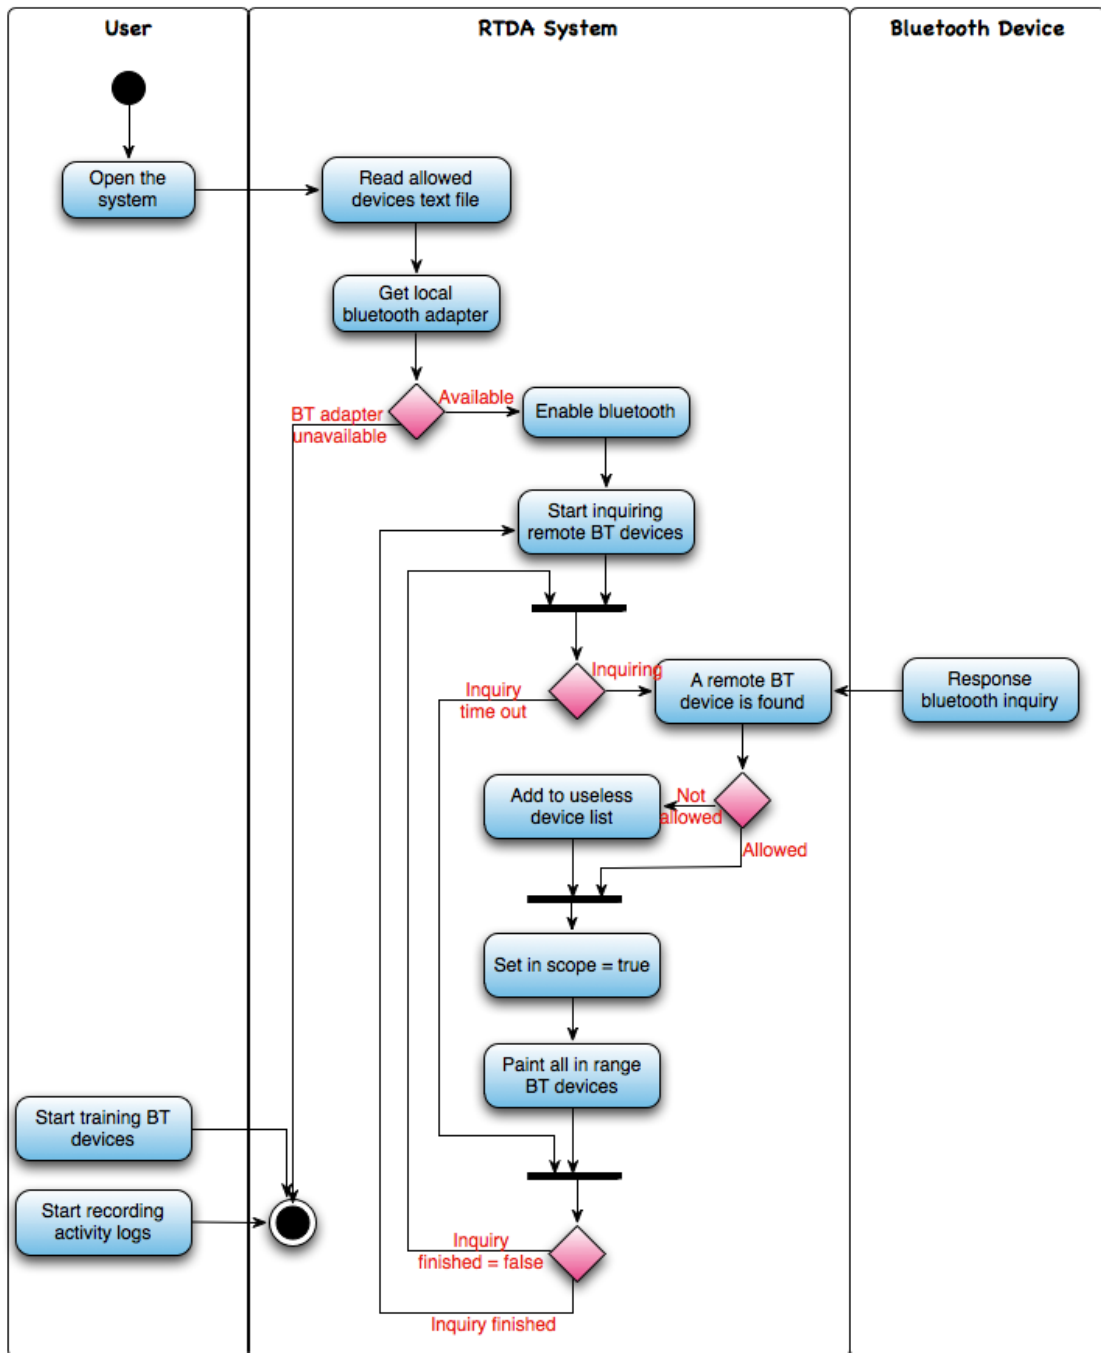 User
RTDA System
Bluetooth Device
Open the
system
Read allowed
devices text file
Get local
bluetooth adapter
Available
BT adapter
unavailable
Enable bluetooth
Start inquiring
remote BT devices
Inquiring
Inquiry
time out
A remote BT
device is found
Response
bluetooth inquiry
Add to useless
device list
Not
allowed
Allowed
Set in scope = true
Paint all in range
BT devices
Start training BT
devices
Start recording
activity logs
Inquiry
finished = false
Inquiry finished